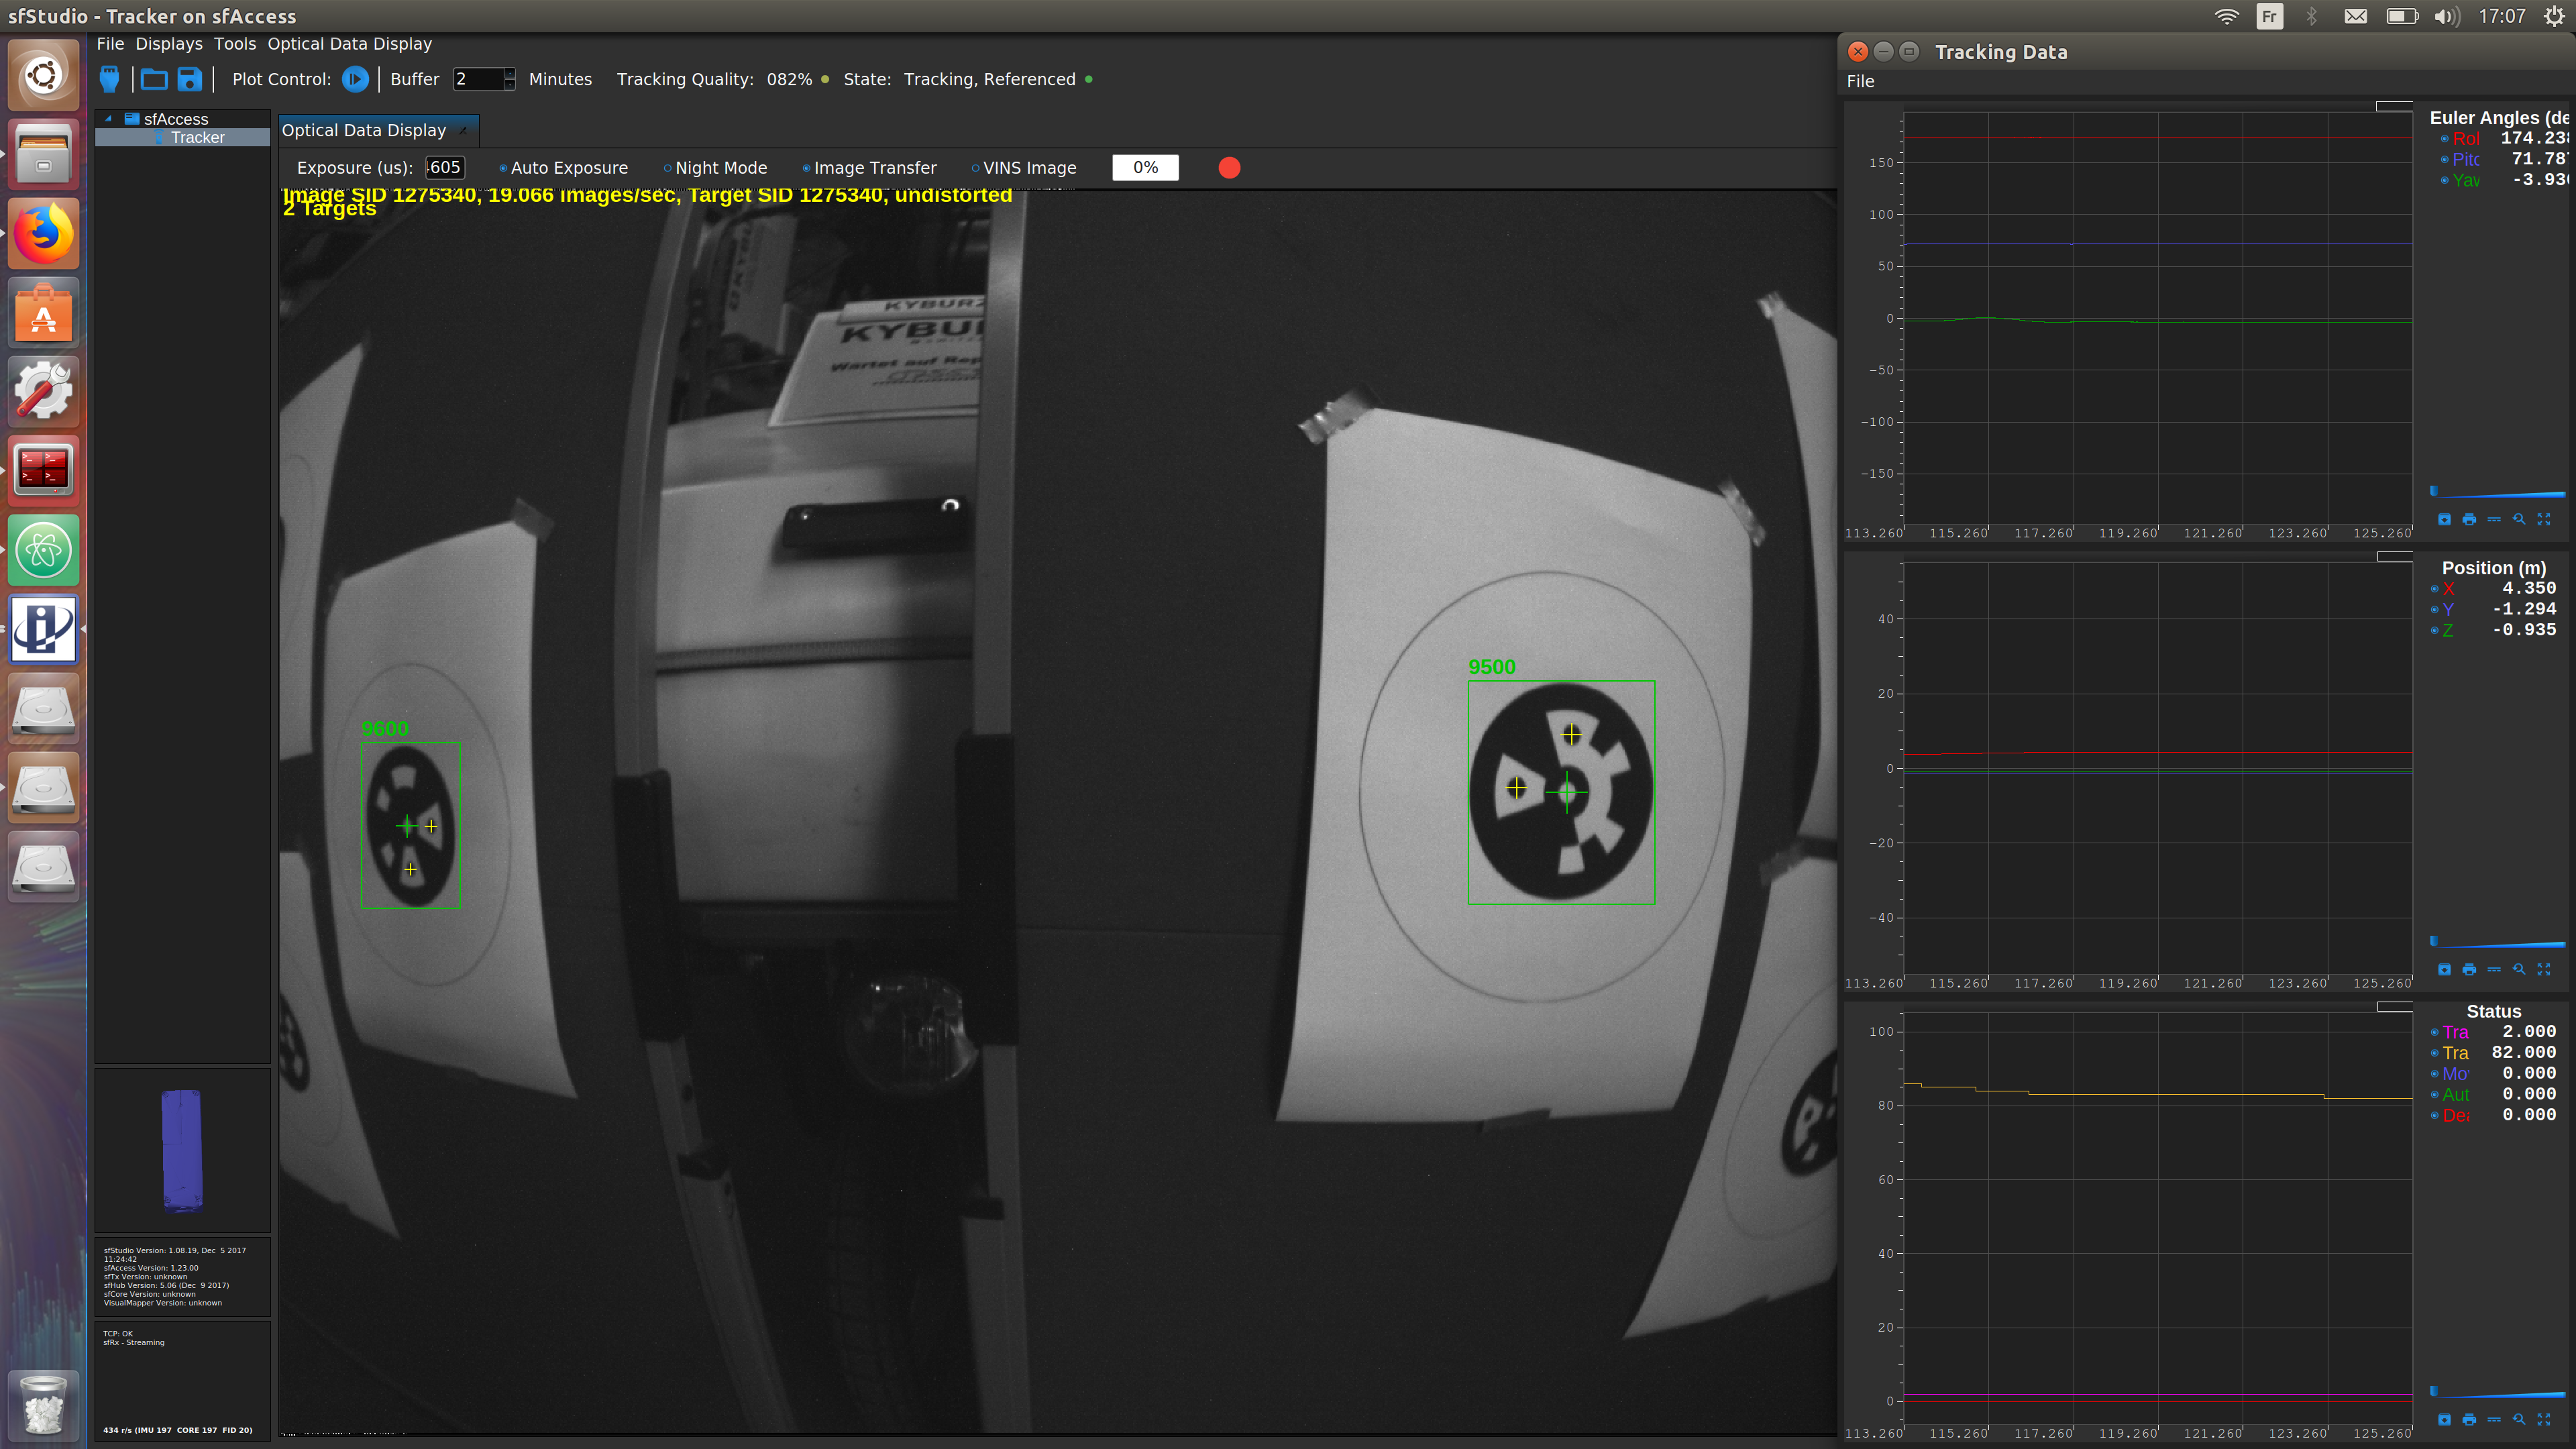 sfStudio - Tracker on sfAccess
Fr
17:07
File Displays Tools Optical Data Display
Plot Control: Buffer 2 Minutes Tracking Quality: 082% State: Tracking, Referenced
sfAccess
Tracker
Optical Data Display
Exposure (us): 605 Auto Exposure Night Mode Image Transfer VINS Image 0%
Image SID 1275340, 19.066 Images/sec, Target SID 1275340, undistorted
2 Targets
KYBURZ
KYBU
Wartet auf Rep
9500
9600
sfStudio Version: 1.08.19, Dec 5 2017
11:24:42
sfAccess Version: 1.23.00
sfTx Version: unknown
sfHub Version: 5.06 (Dec 9 2017)
sfCore Version: unknown
VisualMapper Version: unknown
TCP: OK
sfRx - Streaming
434 r/s (IMU 197 CORE 197 FID 20)
Tracking Data
File
Euler Angles (de
Rol 174.238
Pitc 71.787
Yaw -3.930
150
100
50
0
-50
-100
-150
113.260 115.260 117.260 119.260 121.260 123.260 125.260
Position (m)
X 4.350
Y -1.294
Z -0.935
40
20
0
-20
-40
113.260 115.260 117.260 119.260 121.260 123.260 125.260
Status
Tra 2.000
Tra 82.000
Mo 0.000
Aut 0.000
Dea 0.000
100
80
60
40
20
0
113.260 115.260 117.260 119.260 121.260 123.260 125.260